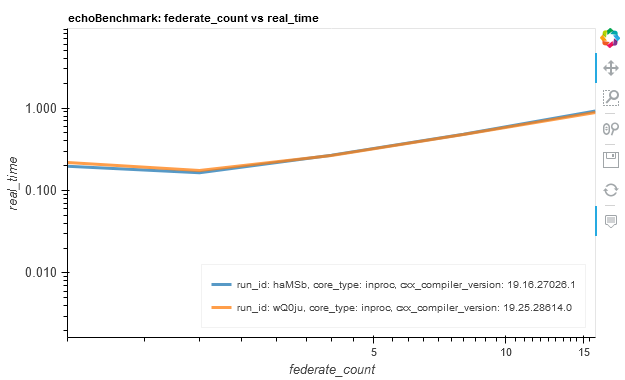 echoBenchmark: federate_count vs real_time
1.000
0.100
0.010
real_time
run_id: haMSb, core_type: inproc, cxx_compiler_version: 19.16.27026.1
run_id: wQ0ju, core_type: inproc, cxx_compiler_version: 19.25.28614.0
5
10
15
federate_count